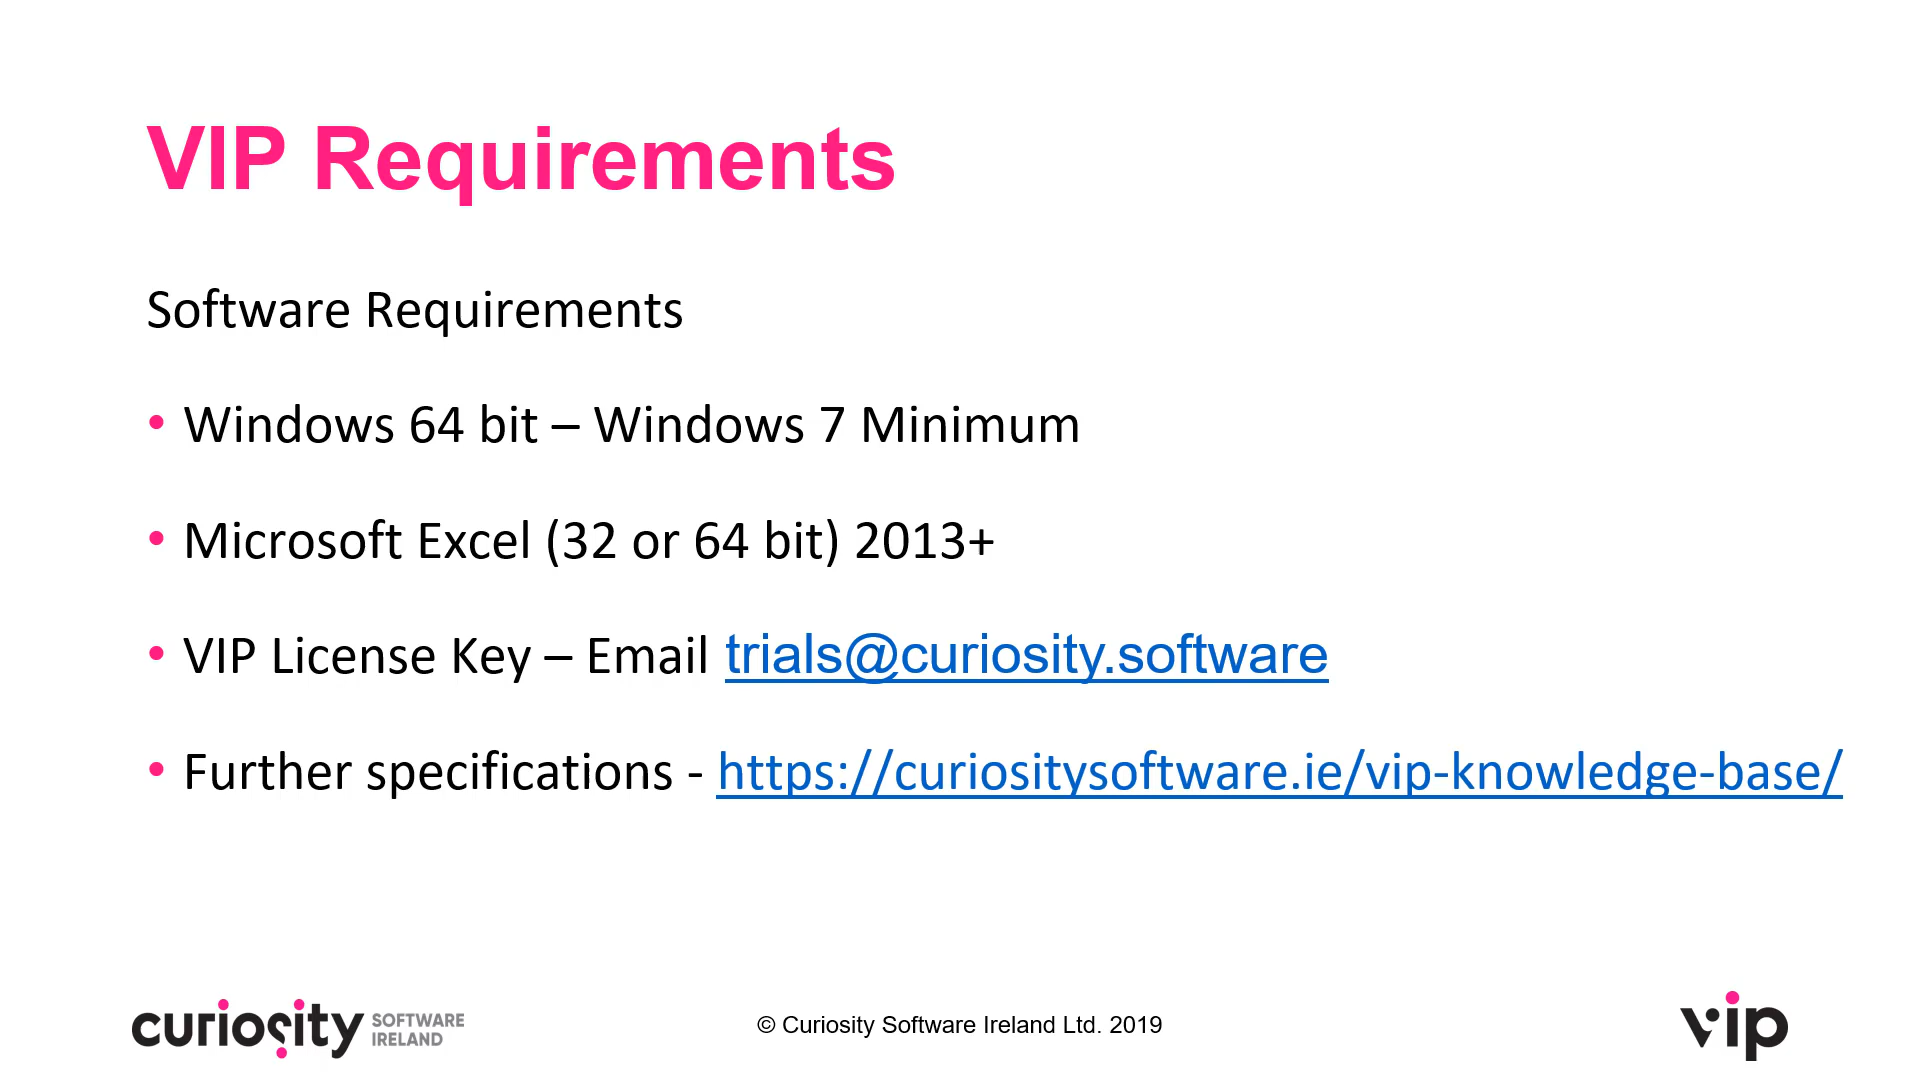 VIP Requirements
Software Requirements
• Windows 64 bit – Windows 7 Minimum
• Microsoft Excel (32 or 64 bit) 2013+
• VIP License Key – Email trials@curiosity.software
• Further specifications - https://curiositysoftware.ie/vip-knowledge-base/
curiosity SOFTWARE IRELAND
© Curiosity Software Ireland Ltd. 2019
vip